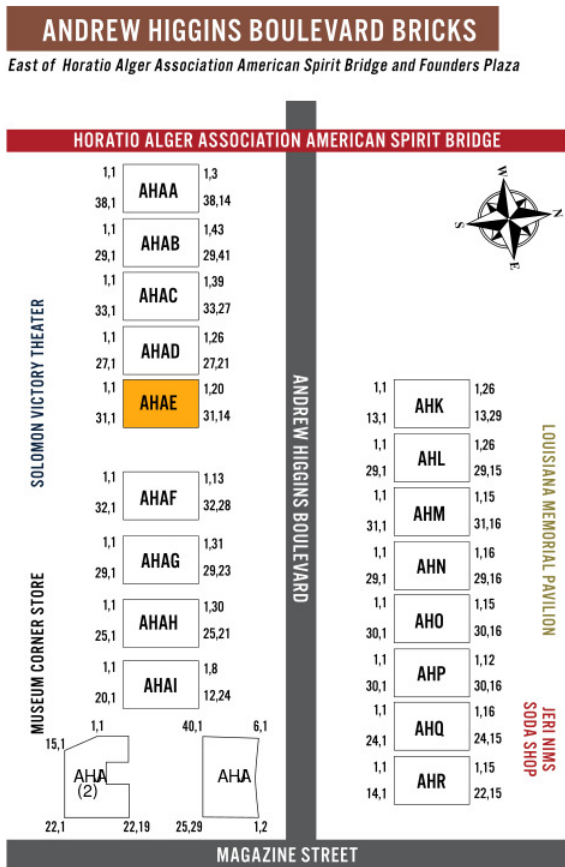 ANDREW HIGGINS BOULEVARD BRICKS
East of Horatio Alger Association American Spirit Bridge and Founders Plaza
HORATIO ALGER ASSOCIATION AMERICAN SPIRIT BRIDGE
W
N
S
E
1,1 AHAA 1,3
38,1 38,14
1,1 AHAB 1,43
29,1 29,41
1,1 AHAC 1,39
33,1 33,27
1,1 AHAD 1,26
27,1 27,21
1,1 AHAE 1,20
31,1 31,14
1,1 AHAF 1,13
32,1 32,28
1,1 AHAG 1,31
29,1 29,23
1,1 AHAH 1,30
25,1 25,21
1,1 AHAI 1,8
20,1 12,24
SOLOMON VICTORY THEATER
MUSEUM CORNER STORE
ANDREW HIGGINS BOULEVARD
1,1 AHK 1,26
13,1 13,29
1,1 AHL 1,26
29,1 29,15
1,1 AHM 1,15
31,1 31,16
1,1 AHN 1,16
29,1 29,16
1,1 AHO 1,15
30,1 30,16
1,1 AHP 1,12
30,1 30,16
1,1 AHQ 1,16
24,1 24,15
1,1 AHR 1,15
14,1 22,15
LOUISIANA MEMORIAL PAVILION
JERI NIMS
SODA SHOP
1,1
15,1
(2)
22,1 22,19
40,1 6,1
25,29 1,2
MAGAZINE STREET